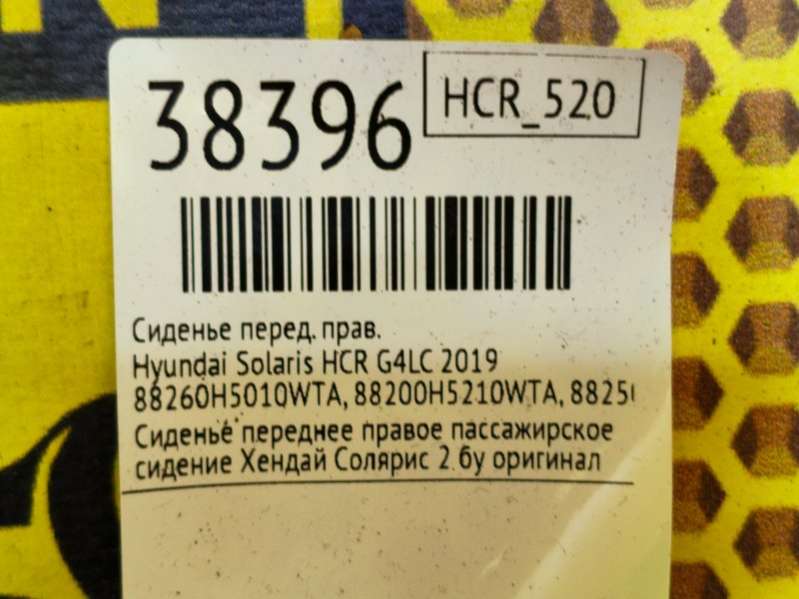 38396
HCR_520
Сиденье перед. прав.
Hyundai Solaris HCR G4LC 2019
88260H5010WTA, 88200H5210WTA, 8825
Сиденье переднее правое пассажирское
сидение Хендай Солярис 2 бу оригинал